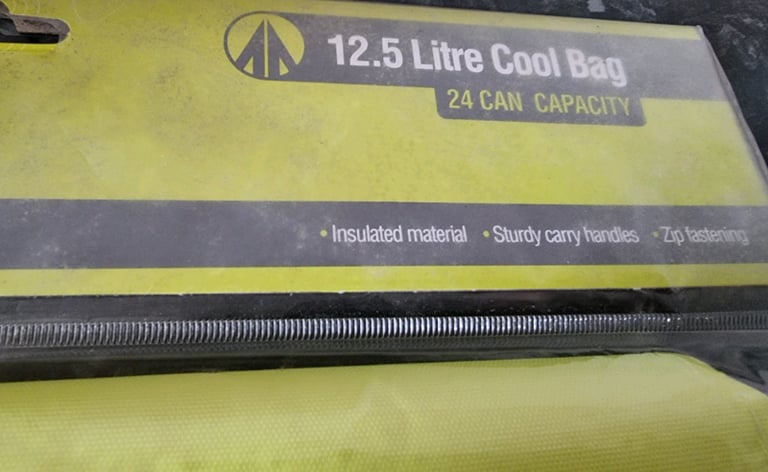 12.5 Litre Cool Bag
24 CAN CAPACITY
• Insulated material • Sturdy carry handles • Zip fastening